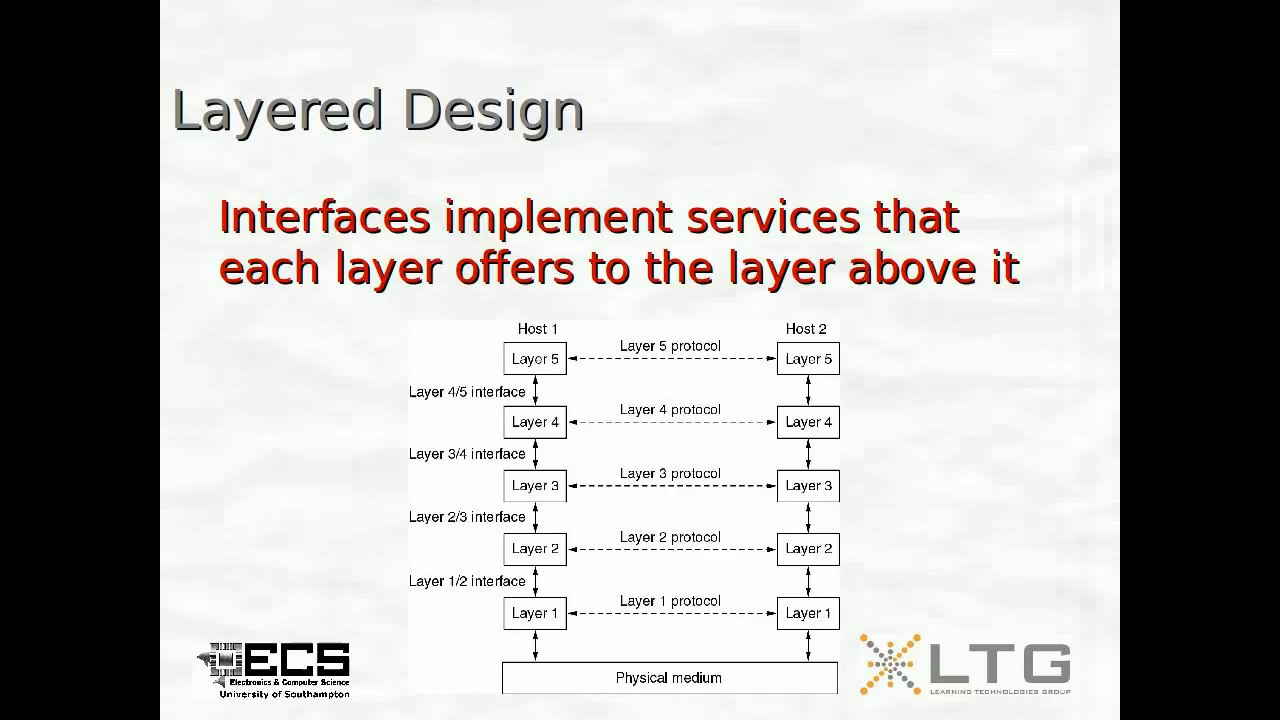 Layered Design
Interfaces implement services that
each layer offers to the layer above it
Host 1
Host 2
Layer 5
Layer 5 protocol
Layer 5
Layer 4/5 interface
Layer 4
Layer 4 protocol
Layer 4
Layer 3/4 interface
Layer 3
Layer 3 protocol
Layer 3
Layer 2/3 interface
Layer 2
Layer 2 protocol
Layer 2
Layer 1/2 interface
Layer 1
Layer 1 protocol
Layer 1
Physical medium
ECS
Electronics & Computer Science
University of Southampton
LTG
LEARNING TECHNOLOGIES GROUP